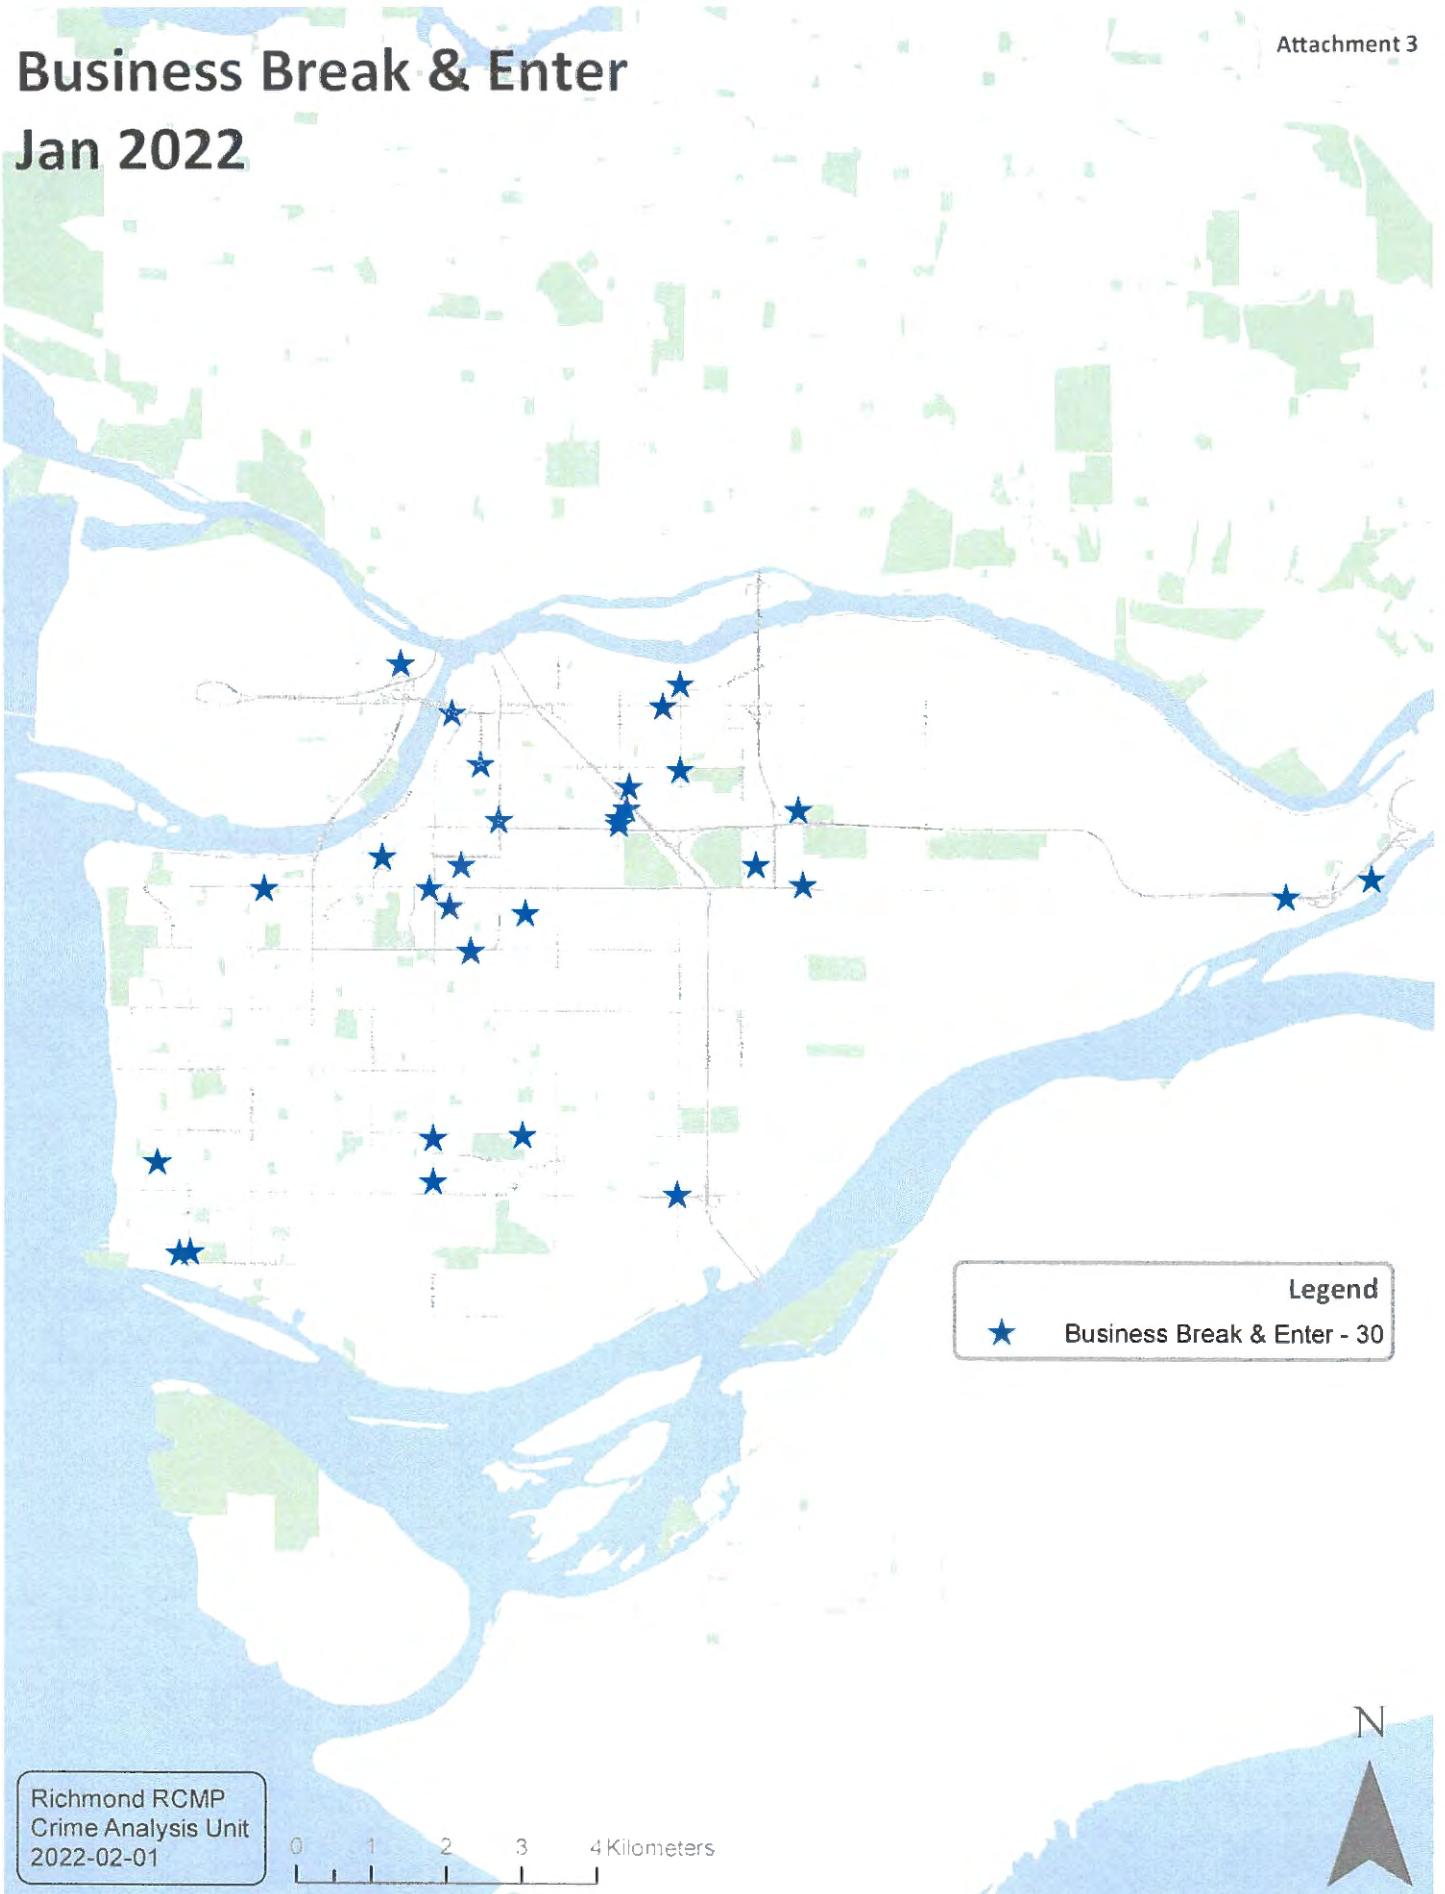 Attachment 3
Business Break & Enter
Jan 2022
Legend
Business Break & Enter - 30
N
Richmond RCMP
Crime Analysis Unit
2022-02-01
0 1 2 3 4 Kilometers